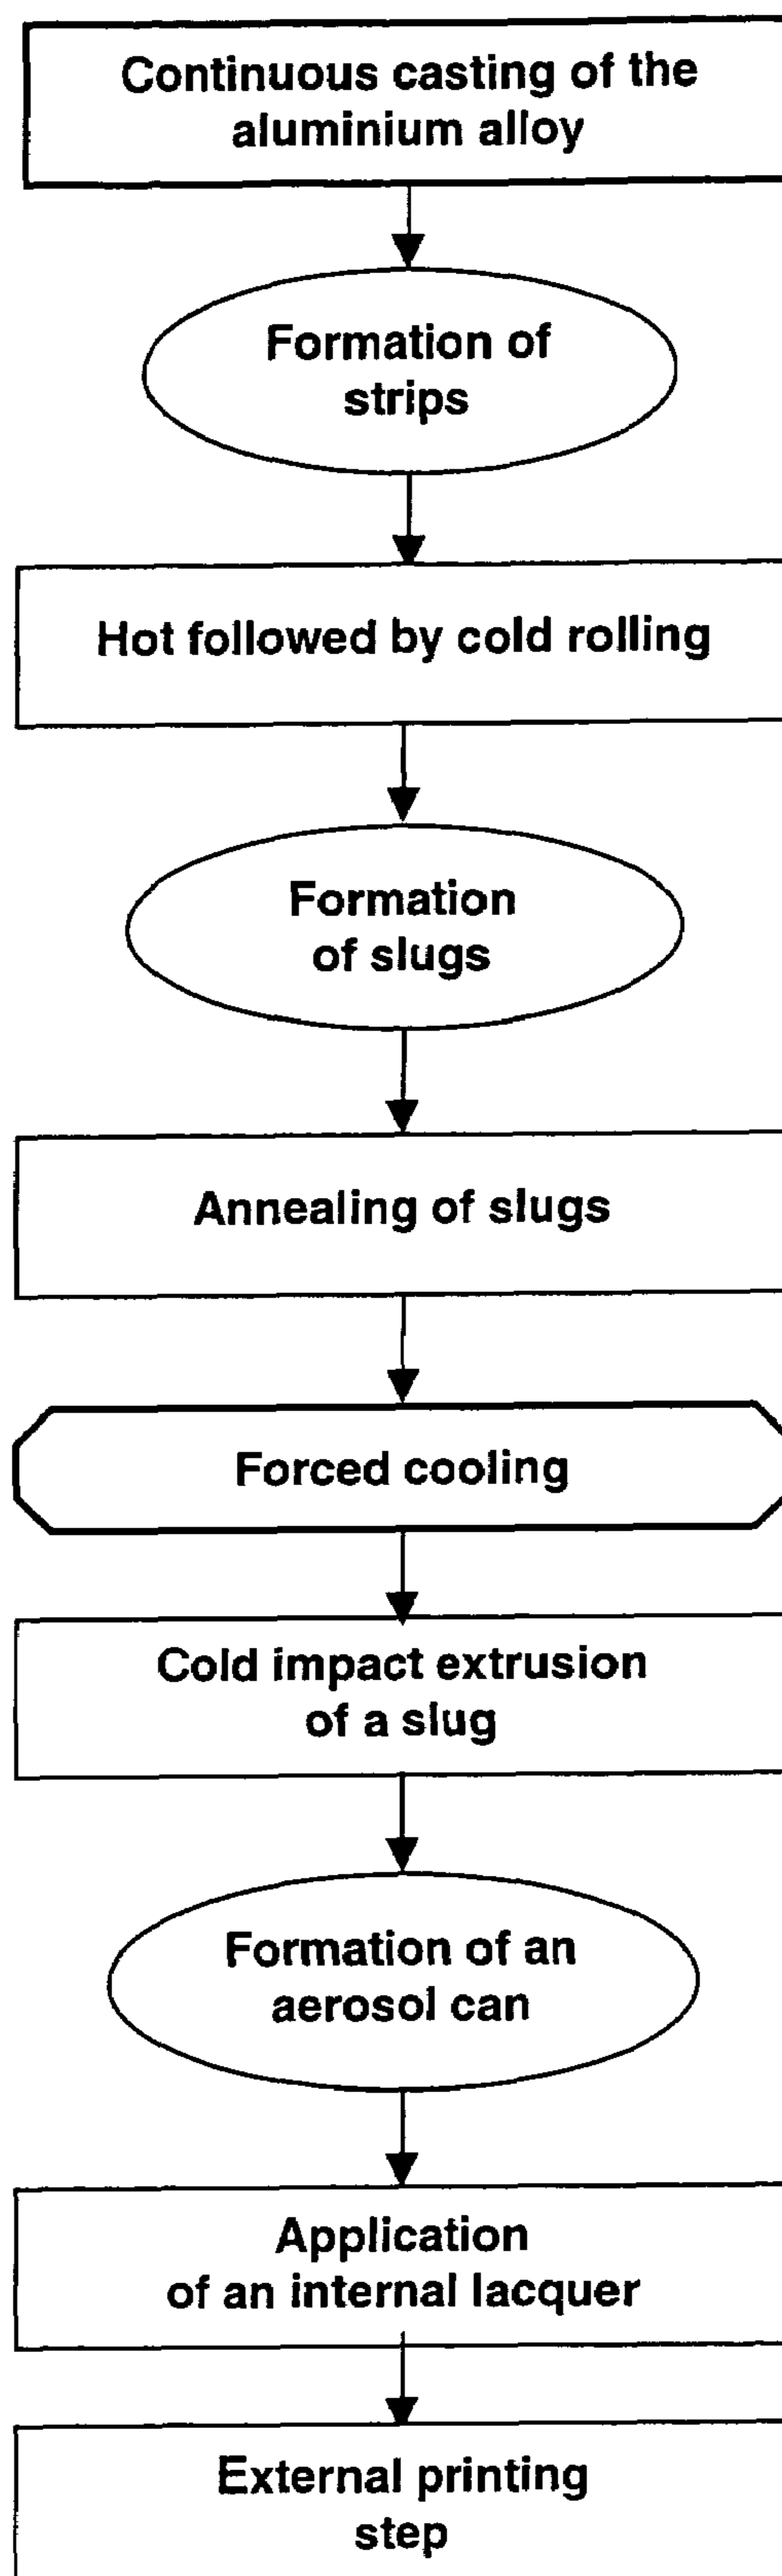 Continuous casting of the
aluminium alloy
Formation of
strips
Hot followed by cold rolling
Formation
of slugs
Annealing of slugs
Forced cooling
Cold impact extrusion
of a slug
Formation of an
aerosol can
Application
of an internal lacquer
External printing
step